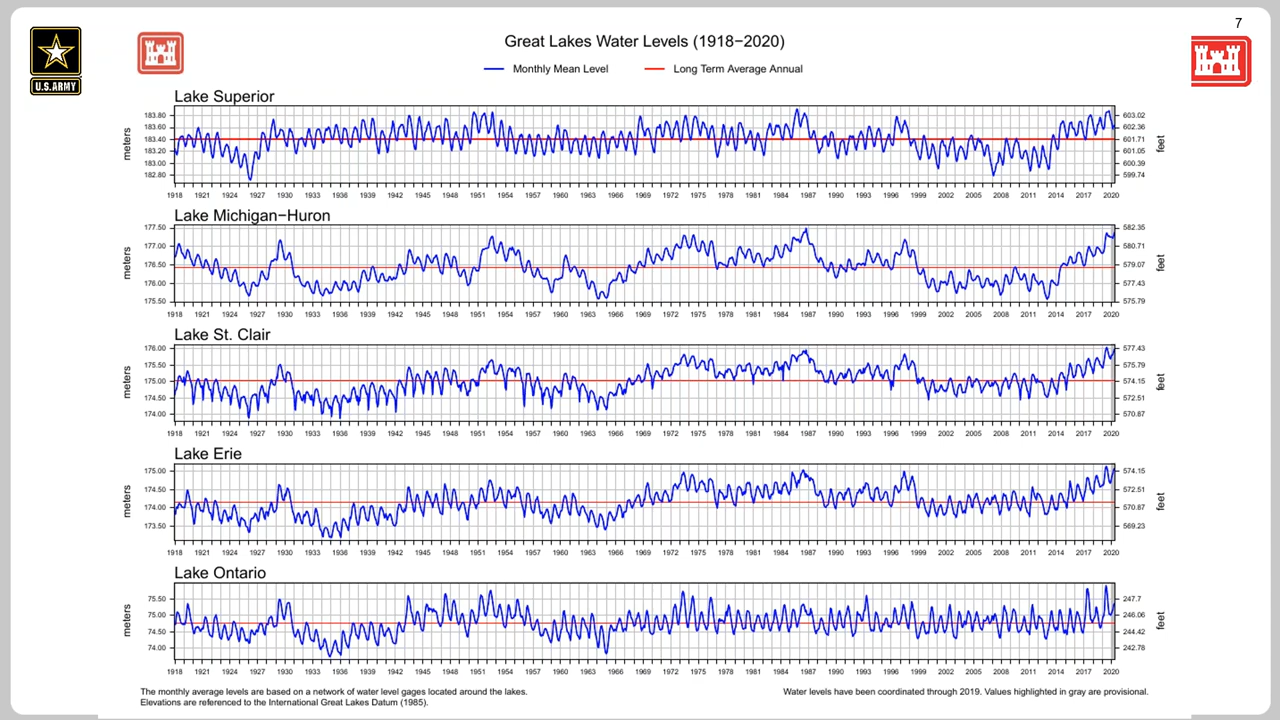 7
U.S.ARMY
Great Lakes Water Levels (1918−2020)
Monthly Mean Level   Long Term Average Annual
Lake Superior
meters
183.80
183.60
183.40
183.20
183.00
182.80
603.02
602.36
601.71
601.05
600.39
599.74
feet
1918 1921 1924 1927 1930 1933 1936 1939 1942 1945 1948 1951 1954 1957 1960 1963 1966 1969 1972 1975 1978 1981 1984 1987 1990 1993 1996 1999 2002 2005 2008 2011 2014 2017 2020
Lake Michigan−Huron
meters
177.50
177.00
176.50
176.00
175.50
582.35
580.71
579.07
577.43
575.79
feet
1918 1921 1924 1927 1930 1933 1936 1939 1942 1945 1948 1951 1954 1957 1960 1963 1966 1969 1972 1975 1978 1981 1984 1987 1990 1993 1996 1999 2002 2005 2008 2011 2014 2017 2020
Lake St. Clair
meters
176.00
175.50
175.00
174.50
174.00
577.43
575.79
574.15
572.51
570.87
feet
1918 1921 1924 1927 1930 1933 1936 1939 1942 1945 1948 1951 1954 1957 1960 1963 1966 1969 1972 1975 1978 1981 1984 1987 1990 1993 1996 1999 2002 2005 2008 2011 2014 2017 2020
Lake Erie
meters
175.00
174.50
174.00
173.50
574.15
572.51
570.87
569.23
feet
1918 1921 1924 1927 1930 1933 1936 1939 1942 1945 1948 1951 1954 1957 1960 1963 1966 1969 1972 1975 1978 1981 1984 1987 1990 1993 1996 1999 2002 2005 2008 2011 2014 2017 2020
Lake Ontario
meters
75.50
75.00
74.50
74.00
247.7
246.06
244.42
242.78
feet
1918 1921 1924 1927 1930 1933 1936 1939 1942 1945 1948 1951 1954 1957 1960 1963 1966 1969 1972 1975 1978 1981 1984 1987 1990 1993 1996 1999 2002 2005 2008 2011 2014 2017 2020
The monthly average levels are based on a network of water level gages located around the lakes.
Elevations are referenced to the International Great Lakes Datum (1985).
Water levels have been coordinated through 2019. Values highlighted in gray are provisional.